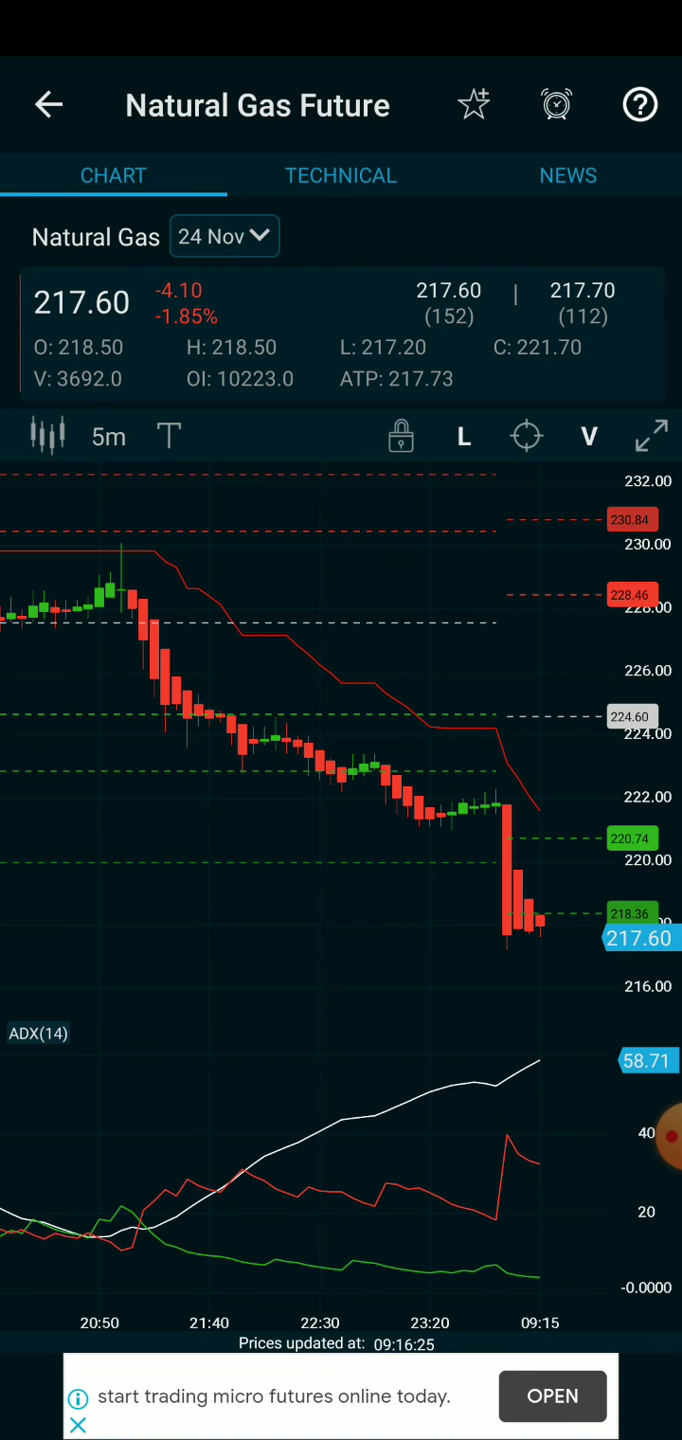 Natural Gas Future
CHART TECHNICAL NEWS
Natural Gas 24 Nov
217.60 -4.10 -1.85% 217.60 (152) | 217.70 (112)
O: 218.50 H: 218.50 L: 217.20 C: 221.70
V: 3692.0 OI: 10223.0 ATP: 217.73
5m T L V
232.00
230.84
230.00
228.46
228.00
226.00
224.60
224.00
222.00
220.74
220.00
218.36
217.60
216.00
ADX(14)
58.71
40
20
-0.0000
20:50 21:40 22:30 23:20 09:15
Prices updated at: 09:16:25
start trading micro futures online today. OPEN